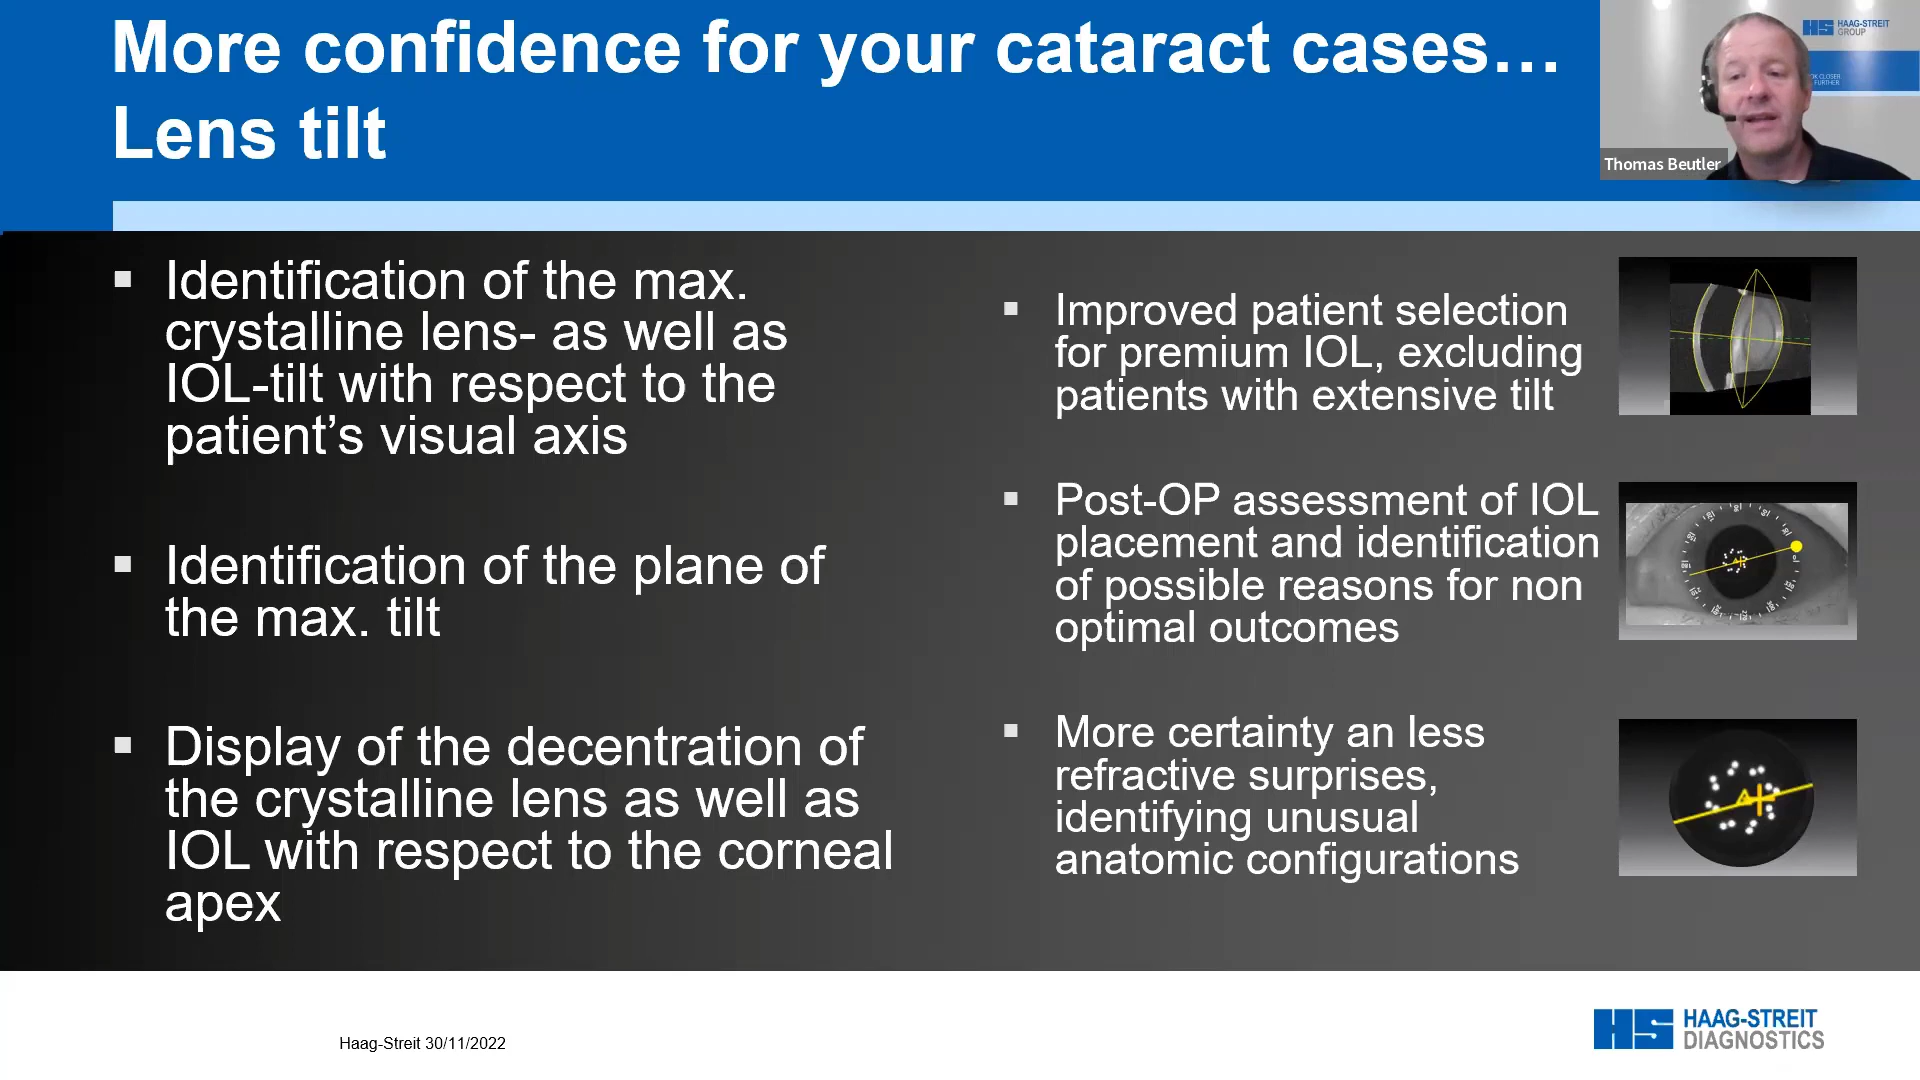 More confidence for your cataract cases…
Lens tilt
HAAG-STREIT
GROUP
Thomas Beutler
▪ Identification of the max.
crystalline lens- as well as
IOL-tilt with respect to the
patient’s visual axis
▪ Identification of the plane of
the max. tilt
▪ Display of the decentration of
the crystalline lens as well as
IOL with respect to the corneal
apex
▪ Improved patient selection
for premium IOL, excluding
patients with extensive tilt
▪ Post-OP assessment of IOL
placement and identification
of possible reasons for non
optimal outcomes
▪ More certainty an less
refractive surprises,
identifying unusual
anatomic configurations
Haag-Streit 30/11/2022
HS HAAG-STREIT
DIAGNOSTICS